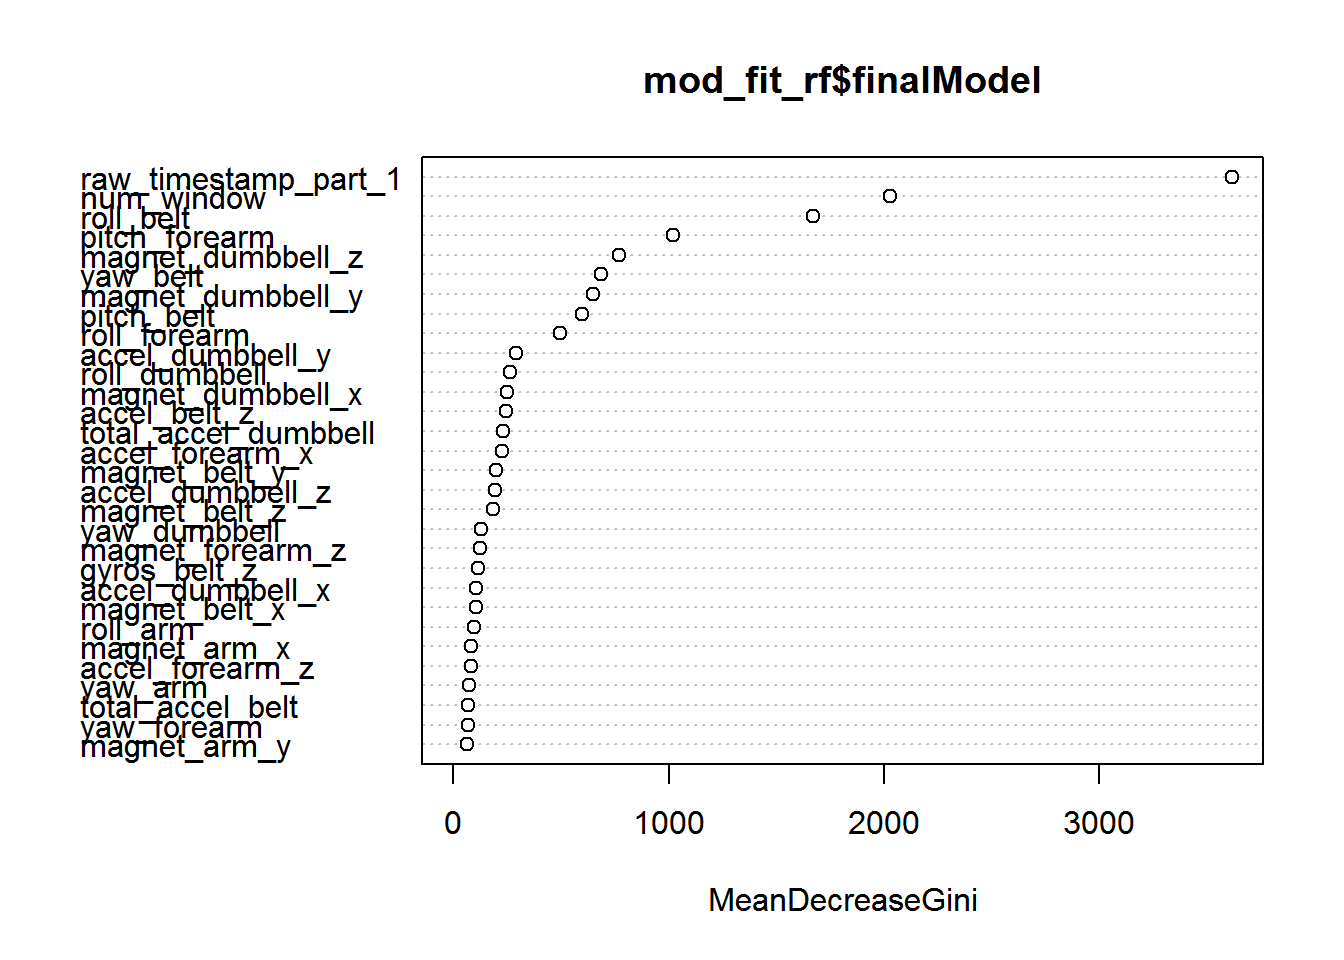 mod_fit_rf$finalModel
raw_timestamp_part_1
num_window
roll_belt
pitch_forearm
magnet_dumbbell_z
yaw_belt
magnet_dumbbell_y
pitch_belt
roll_forearm
accel_dumbbell_y
roll_dumbbell
magnet_dumbbell_x
accel_belt_z
total_accel_dumbbell
accel_forearm_x
magnet_belt_y
accel_dumbbell_z
magnet_belt_z
yaw_dumbbell
magnet_forearm_z
gyros_belt_z
accel_dumbbell_x
magnet_belt_x
roll_arm
magnet_arm_x
accel_forearm_z
yaw_arm
total_accel_belt
yaw_forearm
magnet_arm_y
0 1000 2000 3000
MeanDecreaseGini